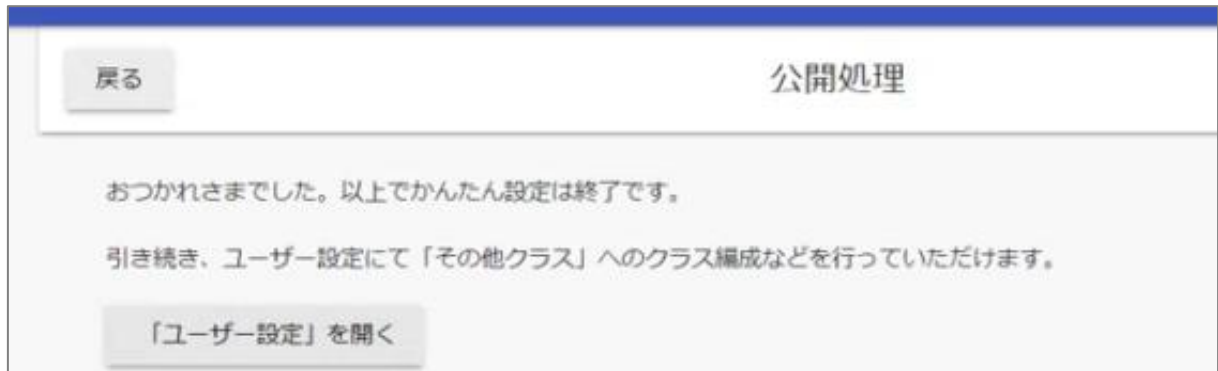 戻る
公開処理
おつかれさまでした。以上でかんたん設定は終了です。
引き続き、ユーザー設定にて「その他クラス」へのクラス編成などを行っていただけます。
「ユーザー設定」を開く